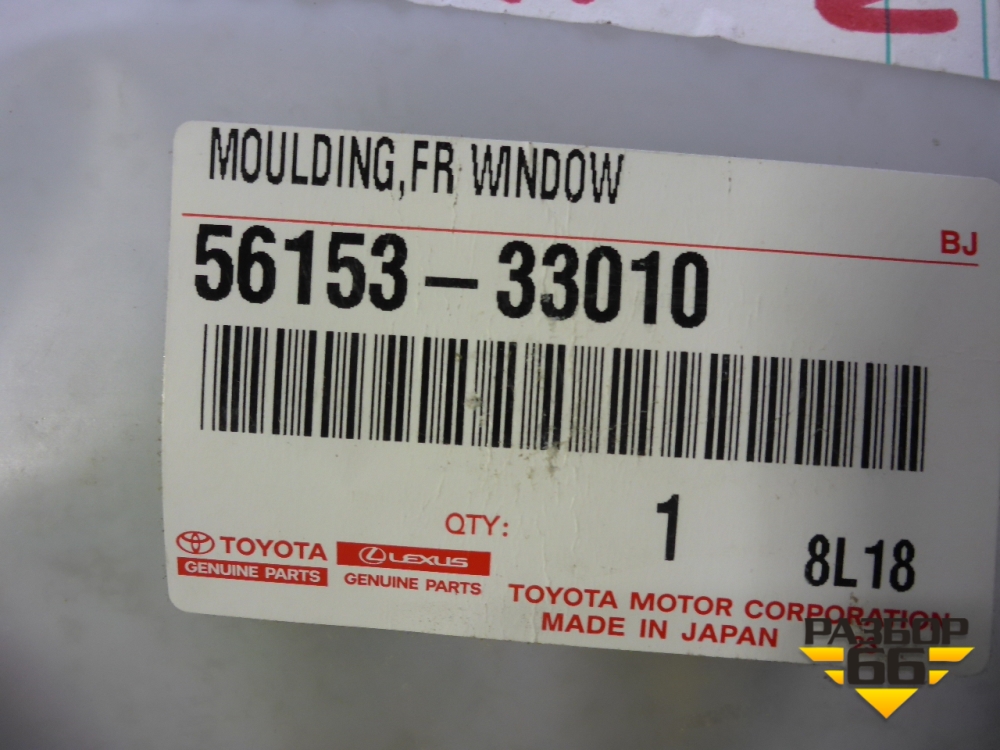 MOULDING,FR WINDOW
BJ
56153-33010
QTY: 1 8L18
TOYOTA
GENUINE PARTS
LEXUS
GENUINE PARTS
TOYOTA MOTOR CORPORATION
MADE IN JAPAN 23
РАЗБОР
66